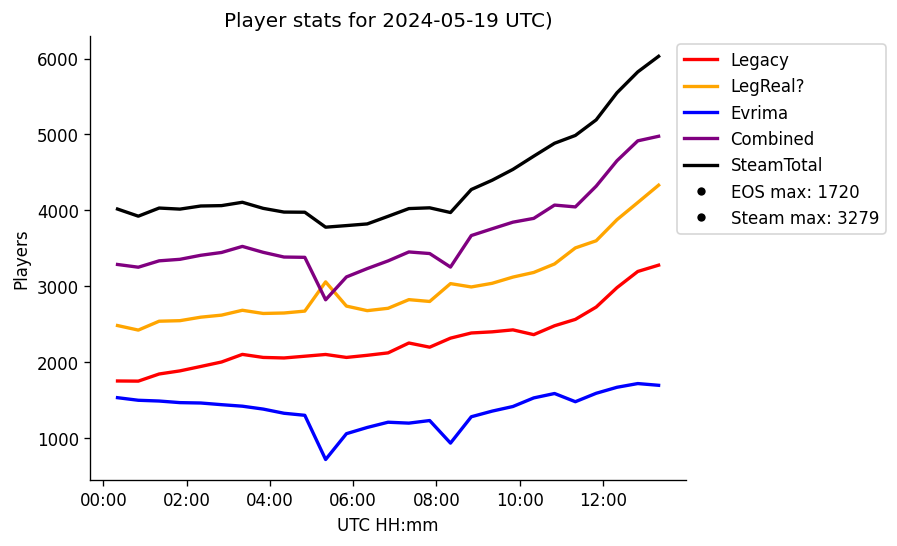 Player stats for 2024-05-19 UTC)
6000
5000
4000
3000
2000
1000
Players
00:00
02:00
04:00
06:00
08:00
10:00
12:00
UTC HH:mm
Legacy
LegReal?
Evrima
Combined
SteamTotal
EOS max: 1720
Steam max: 3279